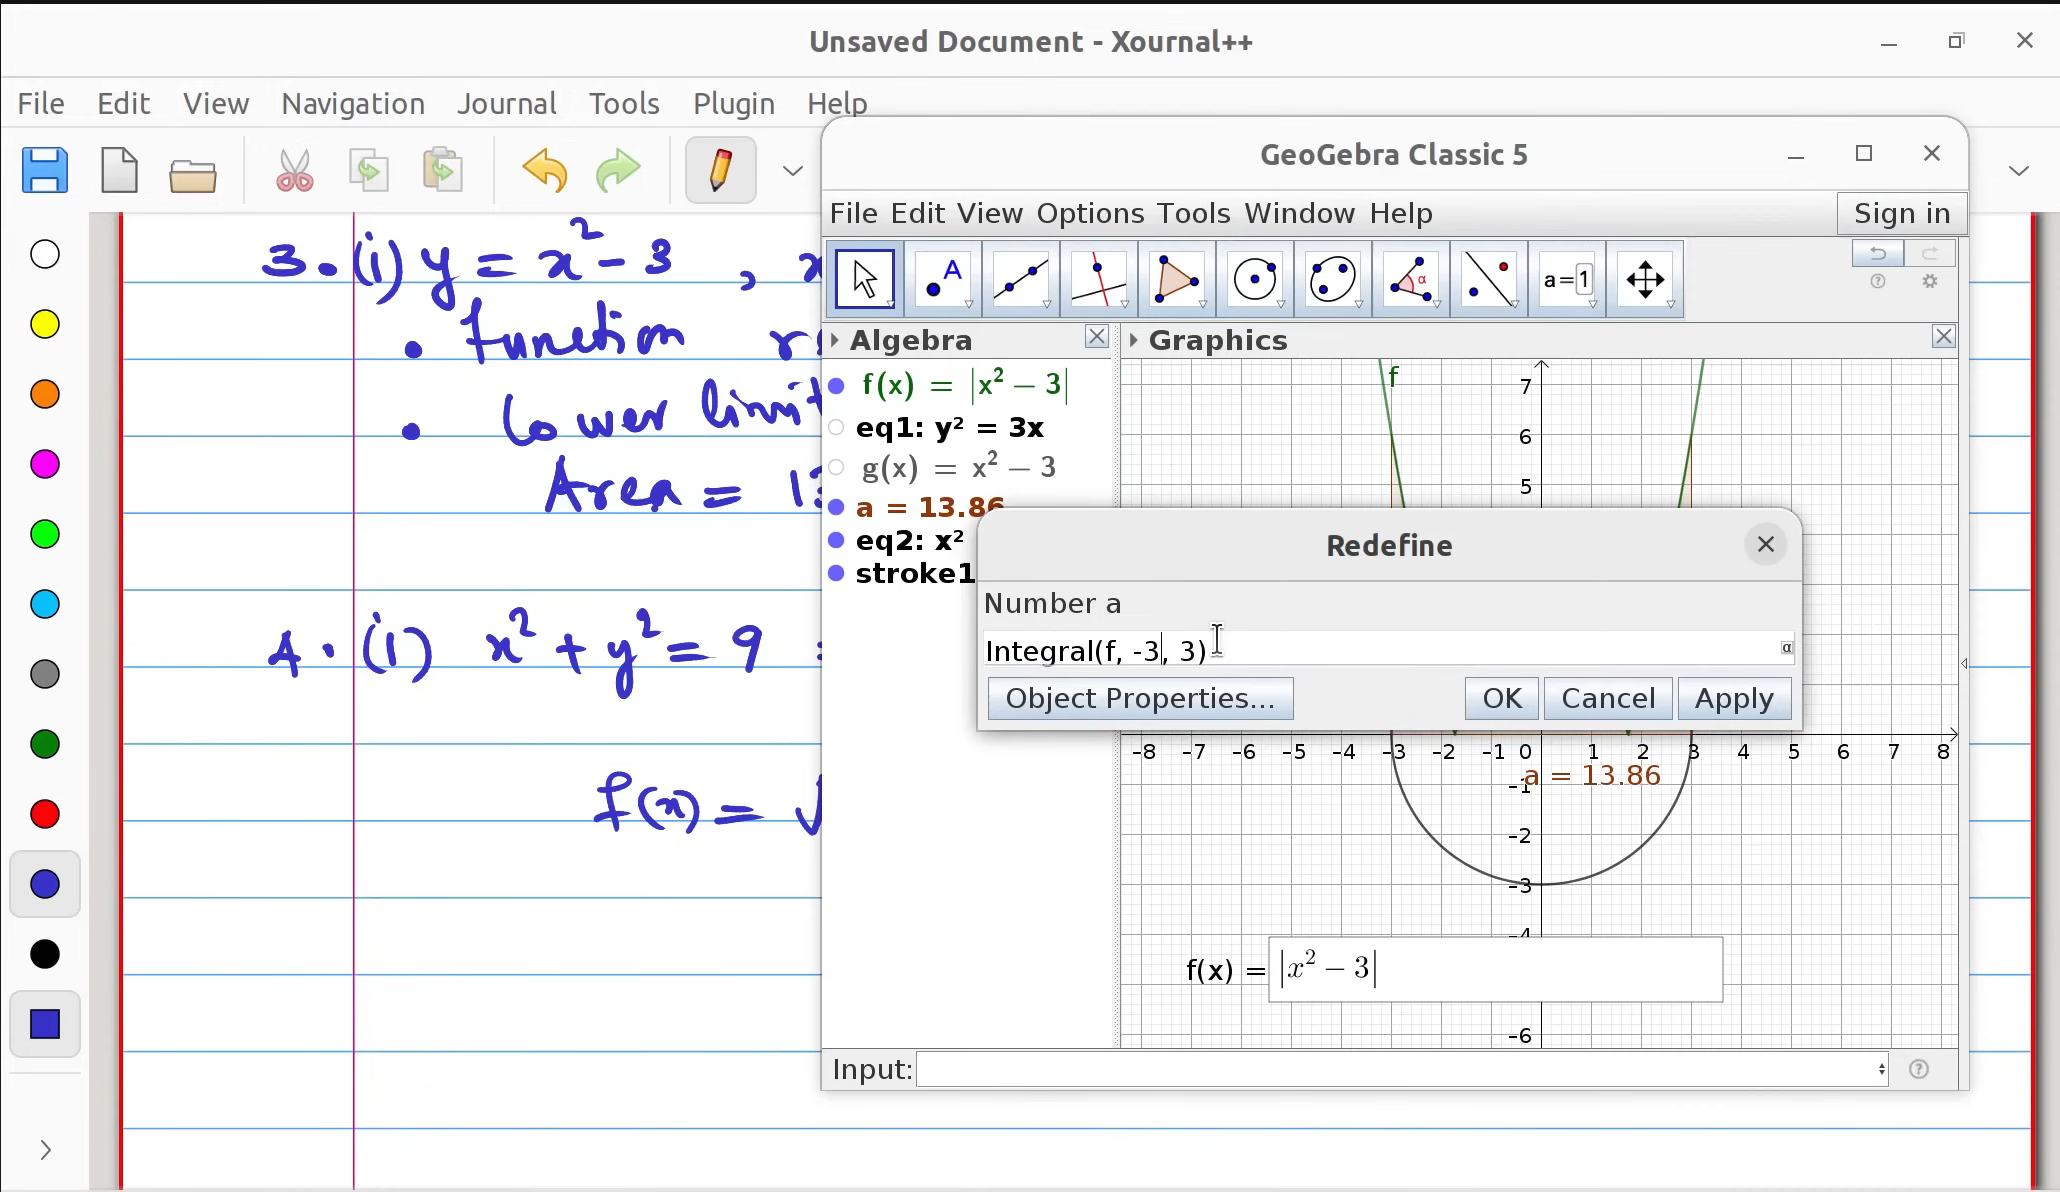 Unsaved Document - Xournal++
File Edit View Navigation Journal Tools Plugin Help
3. (i) y = x² - 3 , x
• function
• Lower limit
Area = 13
4. (i) x² + y² = 9
f(x) = √
GeoGebra Classic 5
File Edit View Options Tools Window Help
Sign in
A
α
a=1
Algebra
f(x) = |x² − 3|
eq1: y² = 3x
g(x) = x² − 3
a = 13.86
eq2: x²
stroke1
Graphics
f
7
6
5
Redefine
Number a
Integral(f, -3, 3)
α
Object Properties...
OK Cancel Apply
-8 -7 -6 -5 -4 -3 -2 -1 0 1 2 3 4 5 6 7 8
a = 13.86
-1
-2
-3
-4
f(x) = |x² − 3|
-6
Input: